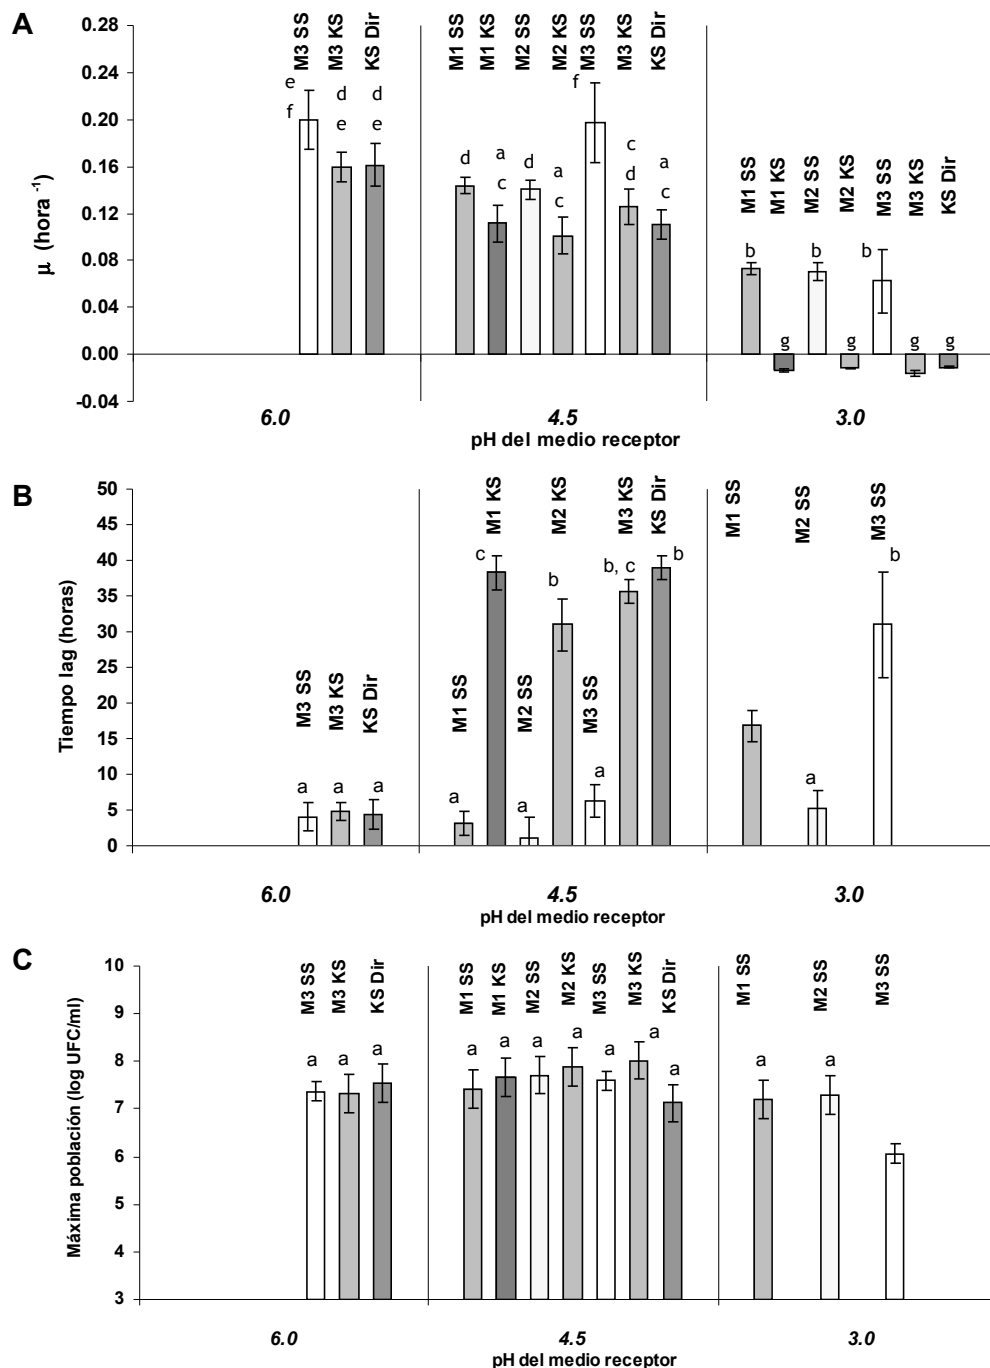 A
M3 SS
M3 KS
KS Dir
M1 SS
M1 KS
M2 SS
M2 KS
M3 SS
M3 KS
KS Dir
M1 SS
M1 KS
M2 SS
M2 KS
M3 SS
M3 KS
KS Dir
µ (hora -1)
0.28
0.24
0.20
0.16
0.12
0.08
0.04
0.00
-0.04
e
f
d
e
d
e
d
a
c
d
a
c
f
c
d
a
c
b
g
b
g
b
g
g
6.0
4.5
3.0
pH del medio receptor
B
Tiempo lag (horas)
50
45
40
35
30
25
20
15
10
5
0
M3 SS
M3 KS
KS Dir
M1 SS
M1 KS
M2 SS
M2 KS
M3 SS
M3 KS
KS Dir
M1 SS
M2 SS
M3 SS
a
a
a
a
c
a
b
a
b, c
b
a
b
6.0
4.5
3.0
pH del medio receptor
C
Máxima población (log UFC/ml)
10
9
8
7
6
5
4
3
M3 SS
M3 KS
KS Dir
M1 SS
M1 KS
M2 SS
M2 KS
M3 SS
M3 KS
KS Dir
M1 SS
M2 SS
M3 SS
a
a
a
a
a
a
a
a
a
a
a
a
6.0
4.5
3.0
pH del medio receptor